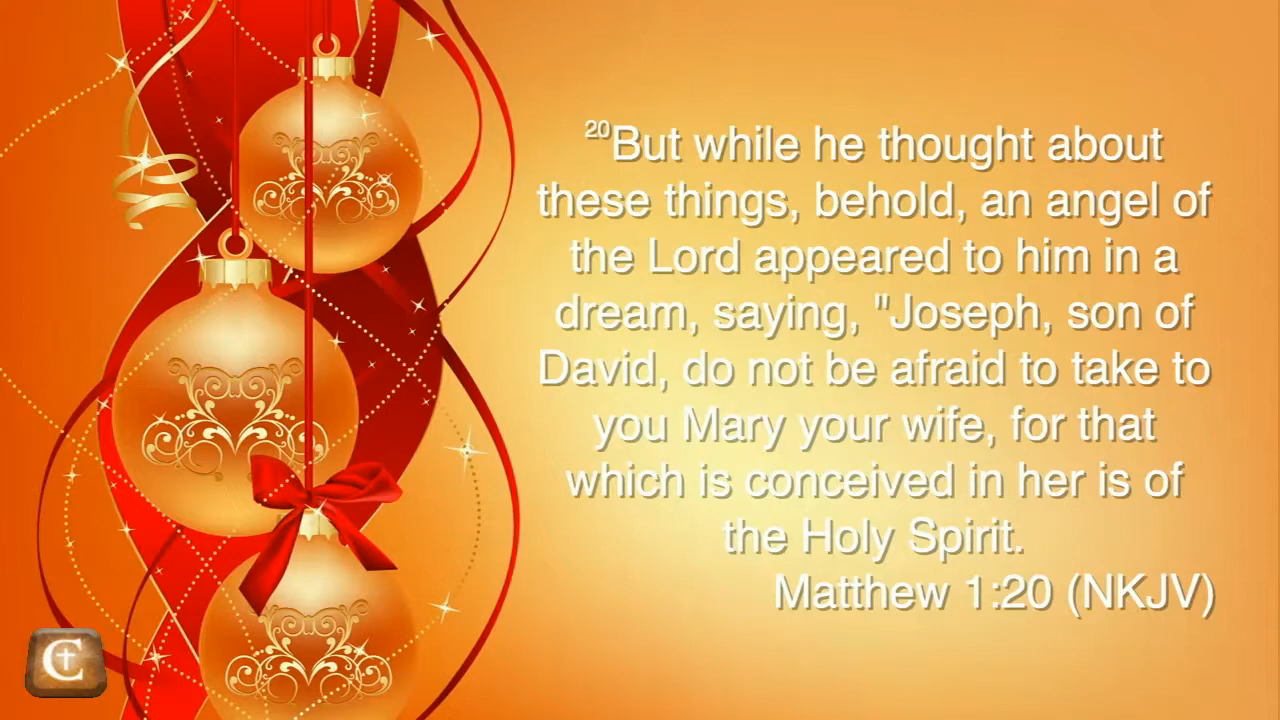 20But while he thought about
these things, behold, an angel of
the Lord appeared to him in a
dream, saying, "Joseph, son of
David, do not be afraid to take to
you Mary your wife, for that
which is conceived in her is of
the Holy Spirit.
Matthew 1:20 (NKJV)
C